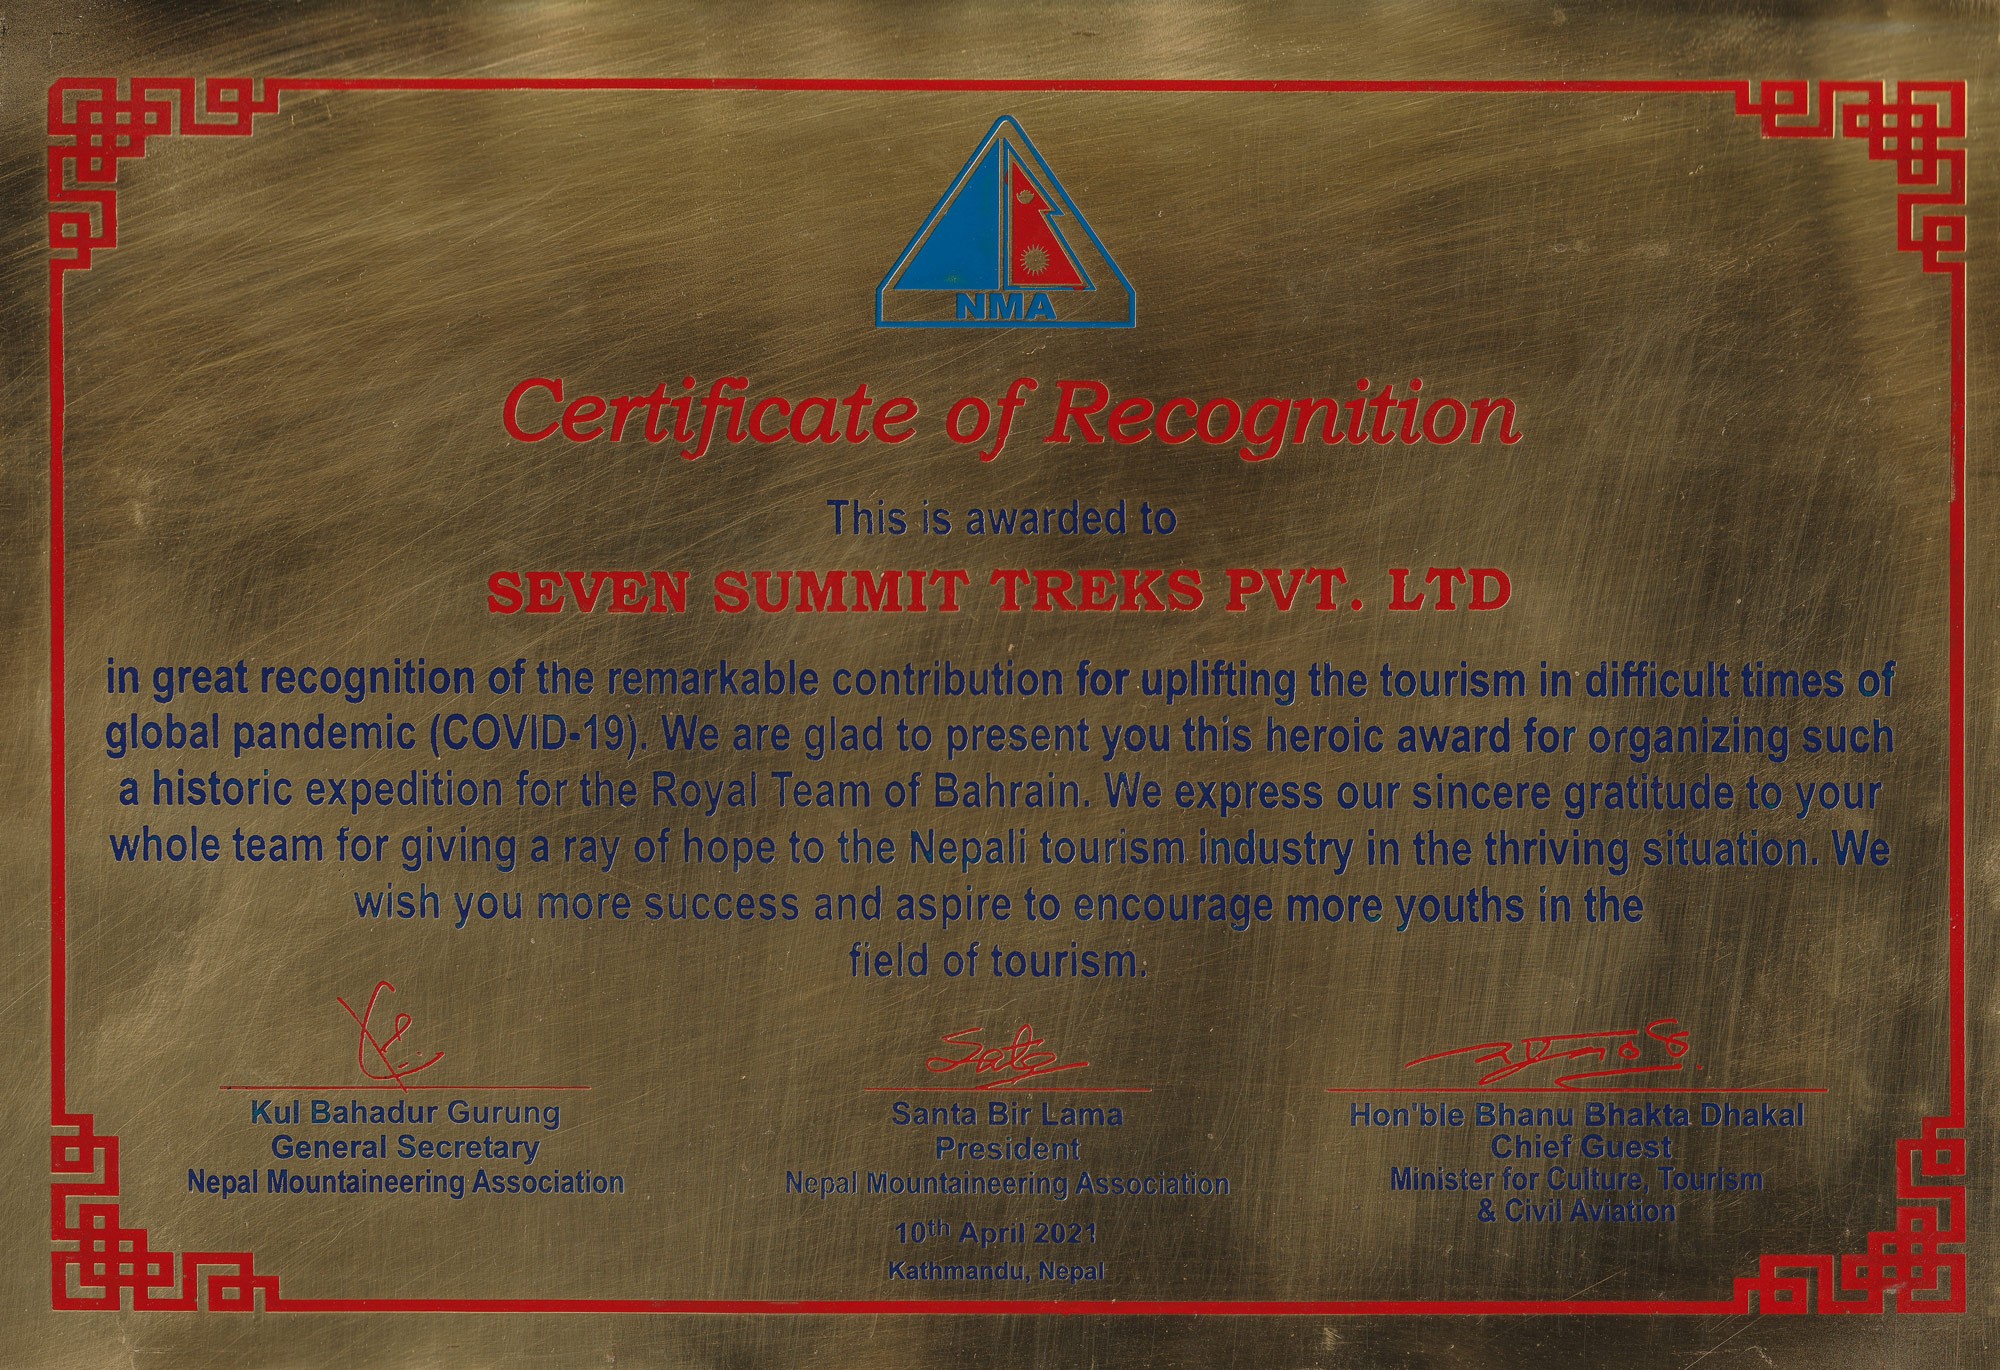 NMA
Certificate of Recognition
This is awarded to
SEVEN SUMMIT TREKS PVT. LTD
in great recognition of the remarkable contribution for uplifting the tourism in difficult times of
global pandemic (COVID-19). We are glad to present you this heroic award for organizing such
a historic expedition for the Royal Team of Bahrain. We express our sincere gratitude to your
whole team for giving a ray of hope to the Nepali tourism industry in the thriving situation. We
wish you more success and aspire to encourage more youths in the
field of tourism.
Kul Bahadur Gurung
General Secretary
Nepal Mountaineering Association
Santa Bir Lama
President
Nepal Mountaineering Association
10th April 2021
Kathmandu, Nepal
Hon'ble Bhanu Bhakta Dhakal
Chief Guest
Minister for Culture, Tourism
& Civil Aviation